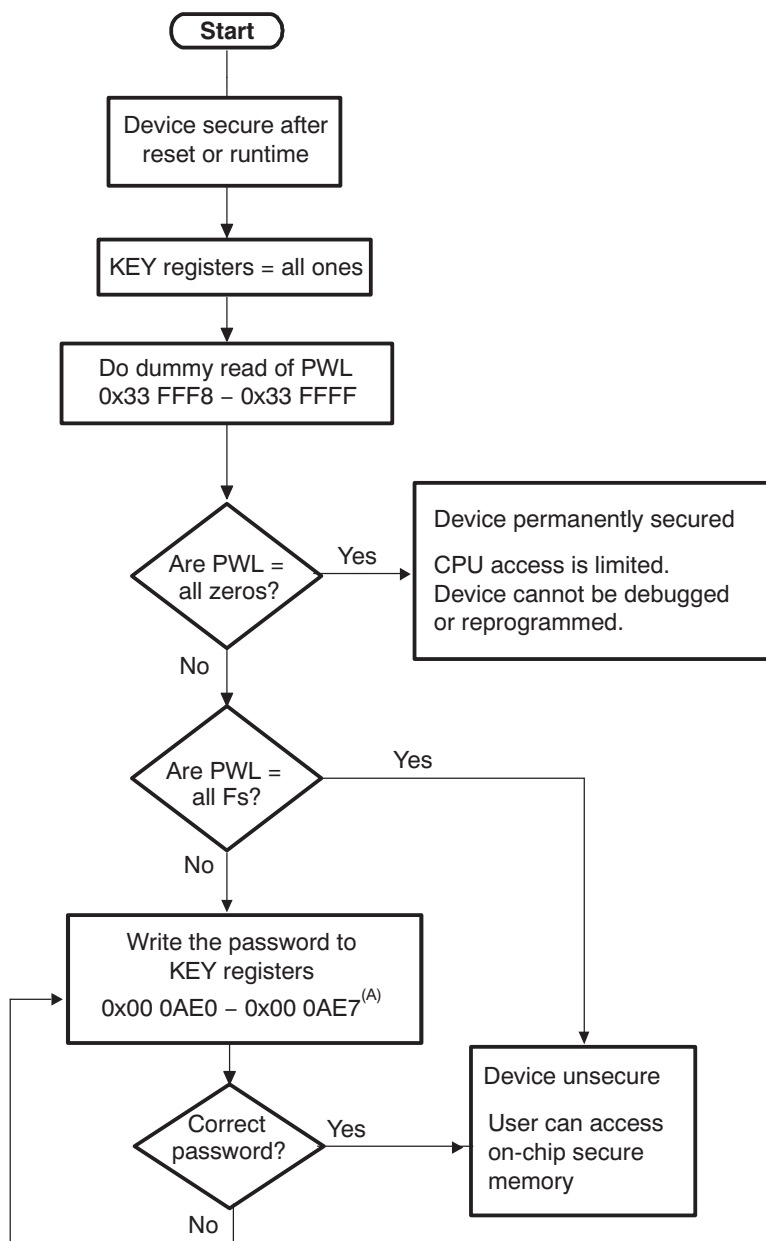 Start
Device secure after
reset or runtime
KEY registers = all ones
Do dummy read of PWL
0x33 FFF8 – 0x33 FFFF
Are PWL =
all zeros?
Yes
Device permanently secured
CPU access is limited.
Device cannot be debugged
or reprogrammed.
No
Are PWL =
all Fs?
Yes
No
Write the password to
KEY registers
0x00 0AE0 – 0x00 0AE7(A)
Correct
password?
Yes
Device unsecure
User can access
on-chip secure
memory
No